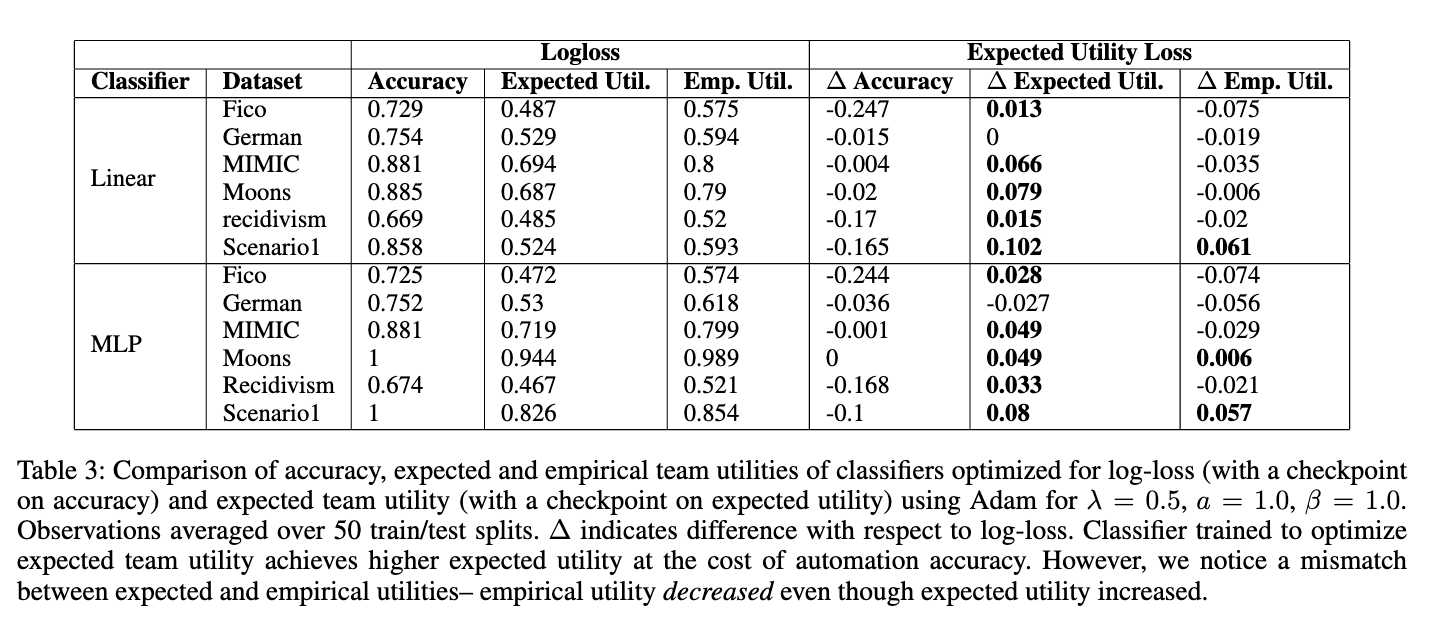 Logloss Expected Utility Loss
Classifier Dataset Accuracy Expected Util. Emp. Util. Δ Accuracy Δ Expected Util. Δ Emp. Util.
Linear
Fico 0.729 0.487 0.575 -0.247 0.013 -0.075
German 0.754 0.529 0.594 -0.015 0 -0.019
MIMIC 0.881 0.694 0.8 -0.004 0.066 -0.035
Moons 0.885 0.687 0.79 -0.02 0.079 -0.006
recidivism 0.669 0.485 0.52 -0.17 0.015 -0.02
Scenario1 0.858 0.524 0.593 -0.165 0.102 0.061
MLP
Fico 0.725 0.472 0.574 -0.244 0.028 -0.074
German 0.752 0.53 0.618 -0.036 -0.027 -0.056
MIMIC 0.881 0.719 0.799 -0.001 0.049 -0.029
Moons 1 0.944 0.989 0 0.049 0.006
Recidivism 0.674 0.467 0.521 -0.168 0.033 -0.021
Scenario1 1 0.826 0.854 -0.1 0.08 0.057
Table 3: Comparison of accuracy, expected and empirical team utilities of classifiers optimized for log-loss (with a checkpoint
on accuracy) and expected team utility (with a checkpoint on expected utility) using Adam for λ = 0.5, a = 1.0, β = 1.0.
Observations averaged over 50 train/test splits. Δ indicates difference with respect to log-loss. Classifier trained to optimize
expected team utility achieves higher expected utility at the cost of automation accuracy. However, we notice a mismatch
between expected and empirical utilities– empirical utility decreased even though expected utility increased.